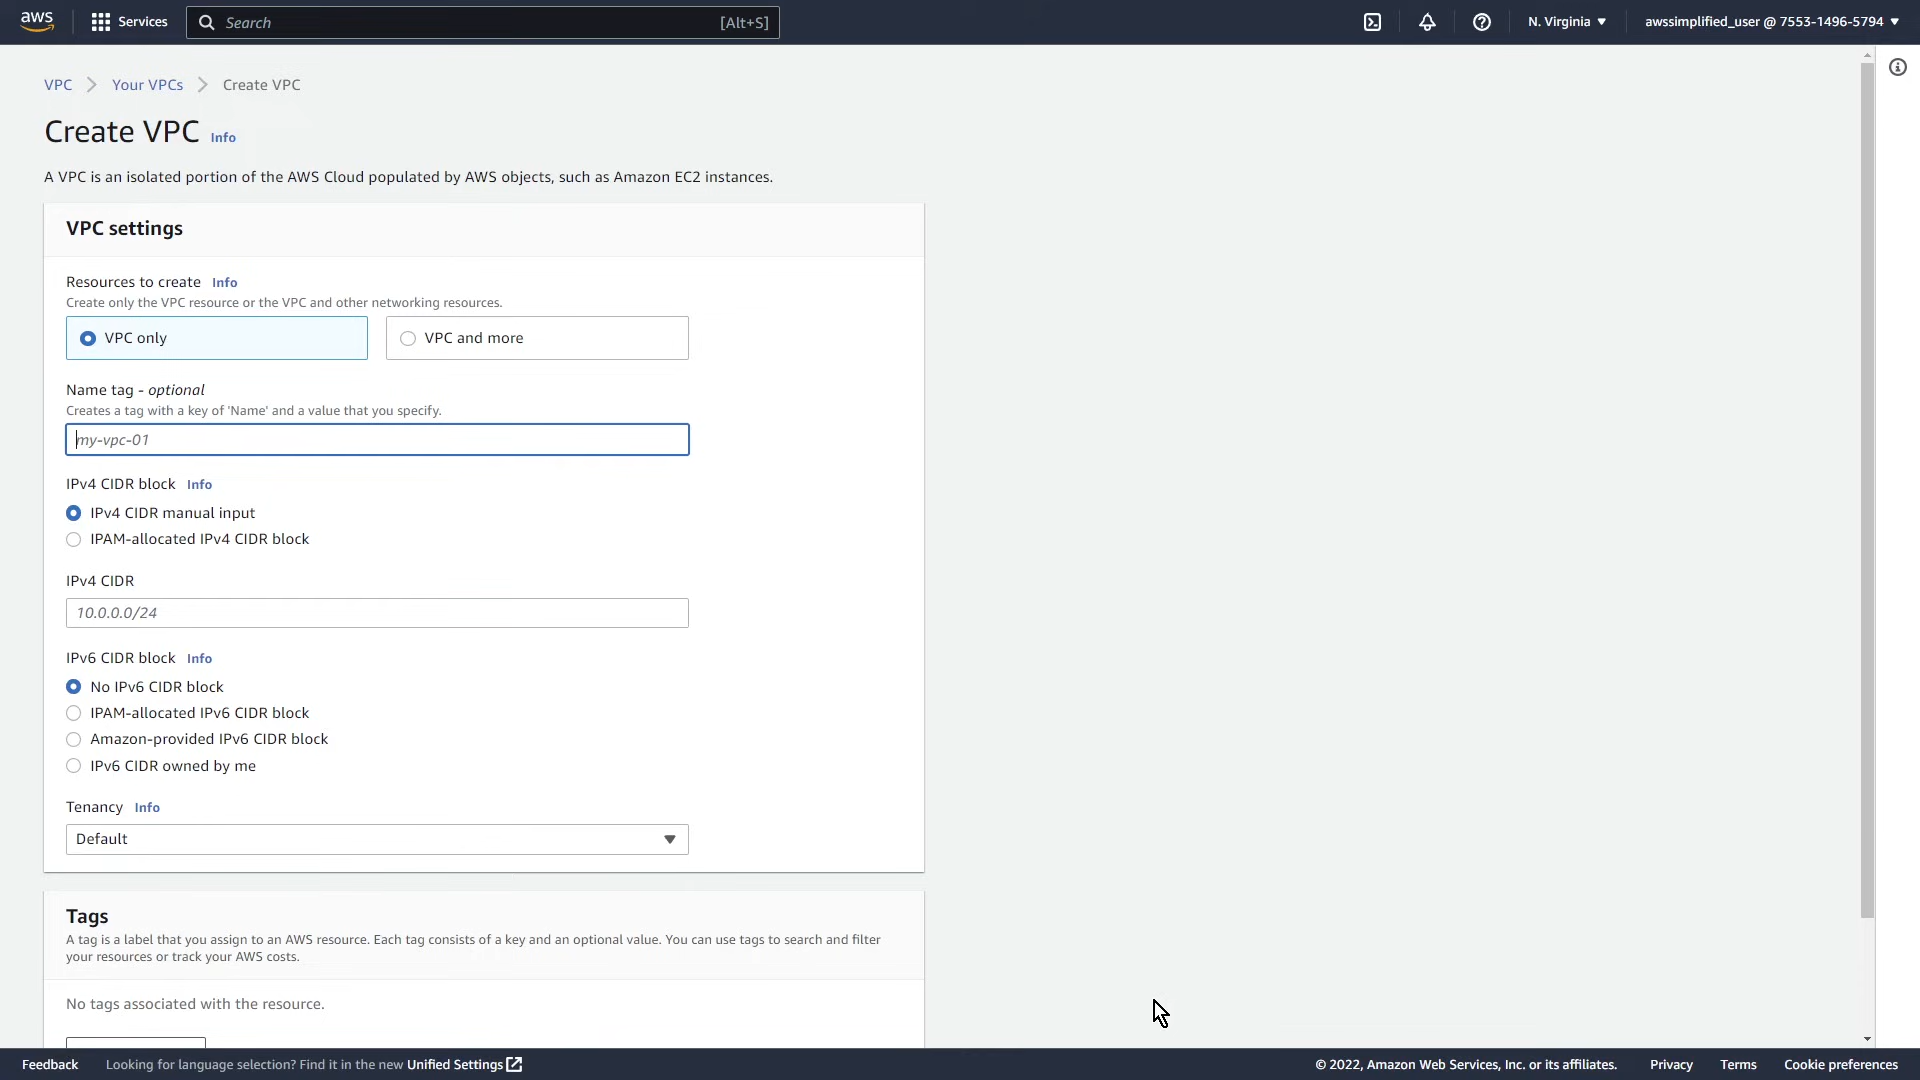 aws
Services
Search
[Alt+S]
N. Virginia
awssimplified_user @ 7553-1496-5794
VPC
Your VPCs
Create VPC
Create VPC Info
A VPC is an isolated portion of the AWS Cloud populated by AWS objects, such as Amazon EC2 instances.
VPC settings
Resources to create Info
Create only the VPC resource or the VPC and other networking resources.
VPC only
VPC and more
Name tag - optional
Creates a tag with a key of 'Name' and a value that you specify.
my-vpc-01
IPv4 CIDR block Info
IPv4 CIDR manual input
IPAM-allocated IPv4 CIDR block
IPv4 CIDR
10.0.0.0/24
IPv6 CIDR block Info
No IPv6 CIDR block
IPAM-allocated IPv6 CIDR block
Amazon-provided IPv6 CIDR block
IPv6 CIDR owned by me
Tenancy Info
Default
Tags
A tag is a label that you assign to an AWS resource. Each tag consists of a key and an optional value. You can use tags to search and filter
your resources or track your AWS costs.
No tags associated with the resource.
Feedback
Looking for language selection? Find it in the new Unified Settings
© 2022, Amazon Web Services, Inc. or its affiliates.
Privacy
Terms
Cookie preferences